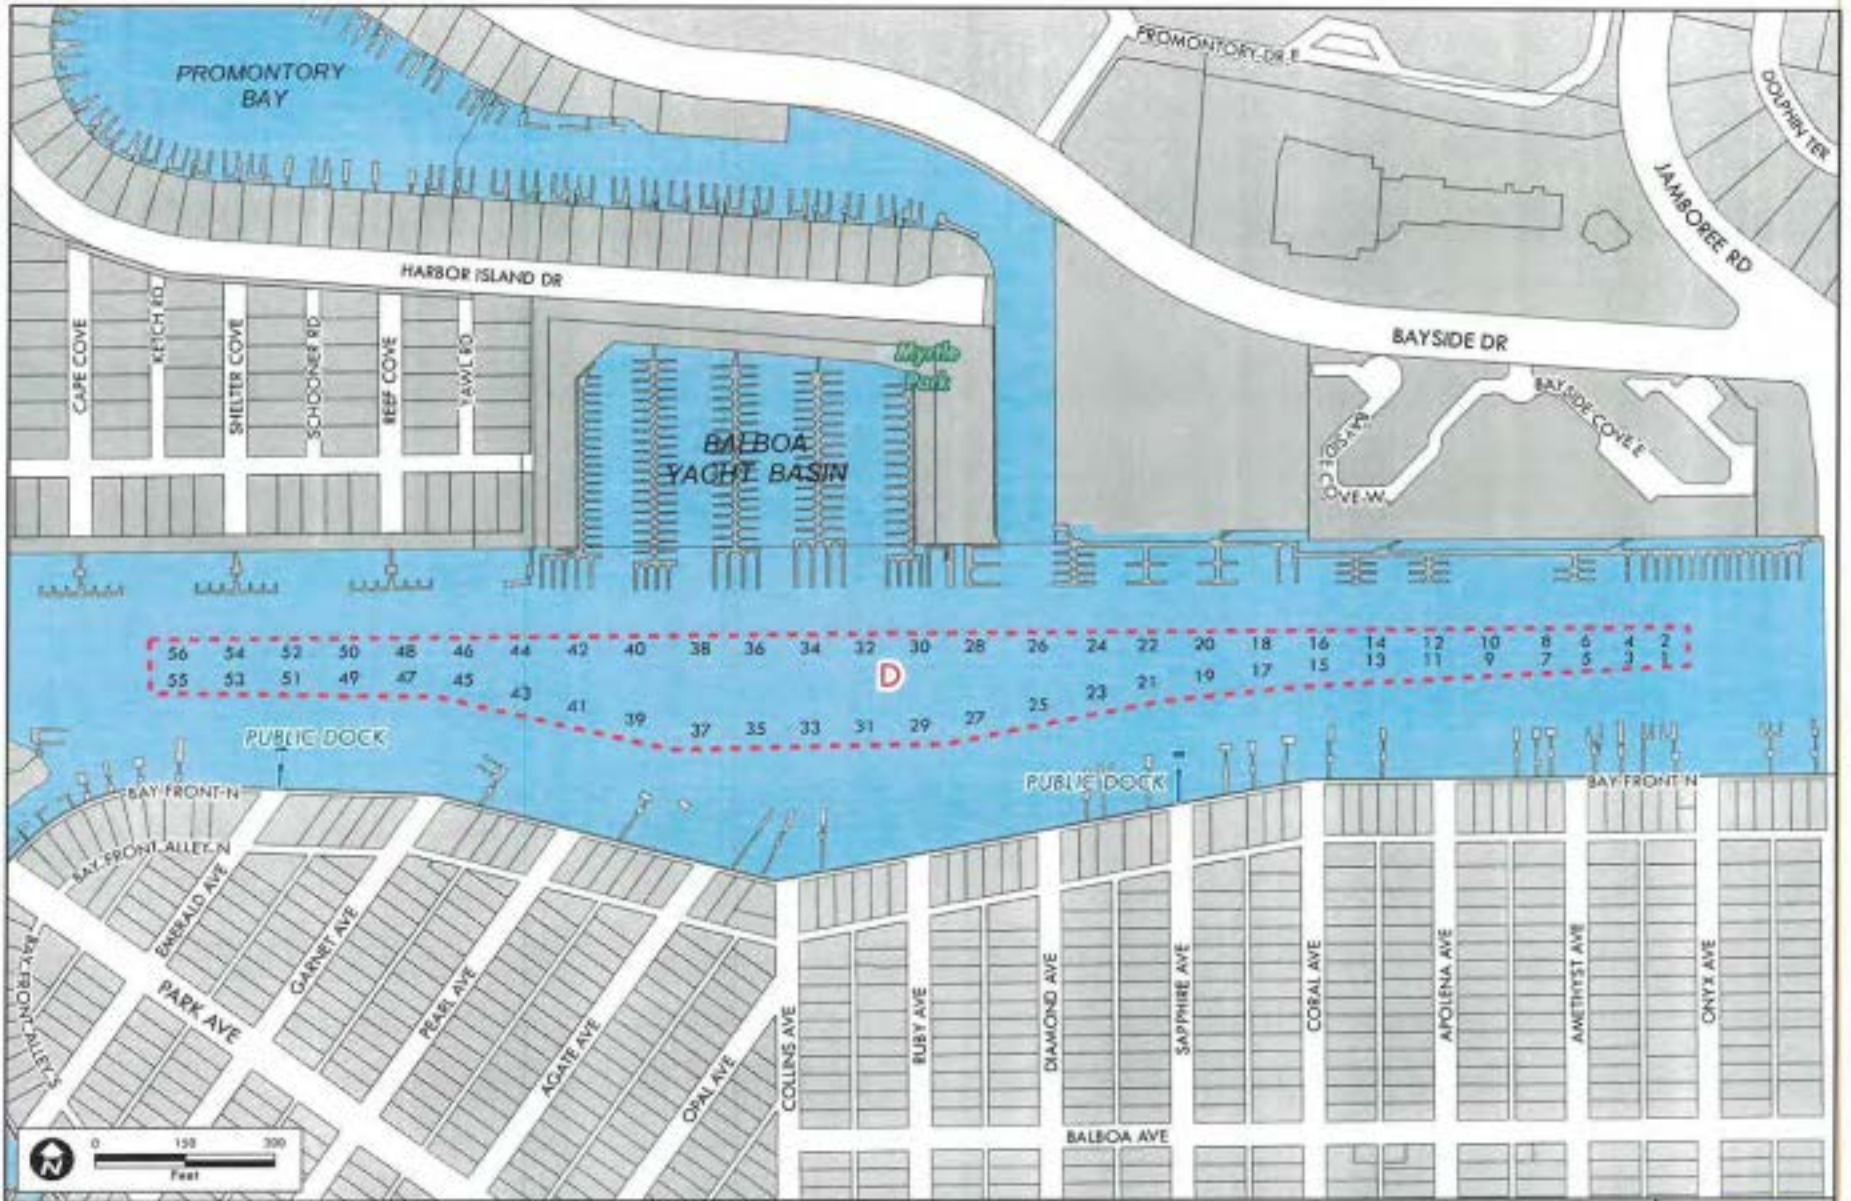 PROMONTORY
BAY
PROMONTORY DR E
DOLPHIN TER
JAMBOREE RD
HARBOR ISLAND DR
BAYSIDE DR
CAPE COVE
KETCH RD
SHELTER COVE
SCHOONER RD
REEF COVE
YAWL RD
Myrtle
Park
BALBOA
YACHT BASIN
BAYSIDE COVE W
BAYSIDE COVE E
56 54 52 50 48 46 44 42 40 38 36 34 32 30 28 26 24 22 20 18 16 14 12 10 8 6 4 2
55 53 51 49 47 45 43 41 39 37 35 33 31 29 27 25 23 21 19 17 15 13 11 9 7 5 3 1
D
PUBLIC DOCK
PUBLIC DOCK
BAY FRONT N
BAY FRONT N
BAY FRONT ALLEY N
BAY FRONT ALLEY S
EMERALD AVE
GARNET AVE
PARK AVE
PEARL AVE
AGATE AVE
OPAL AVE
COLLINS AVE
RUBY AVE
DIAMOND AVE
SAPPHIRE AVE
CORAL AVE
APOLENA AVE
AMETHYST AVE
ONYX AVE
BALBOA AVE
N
0 150 300
Feet